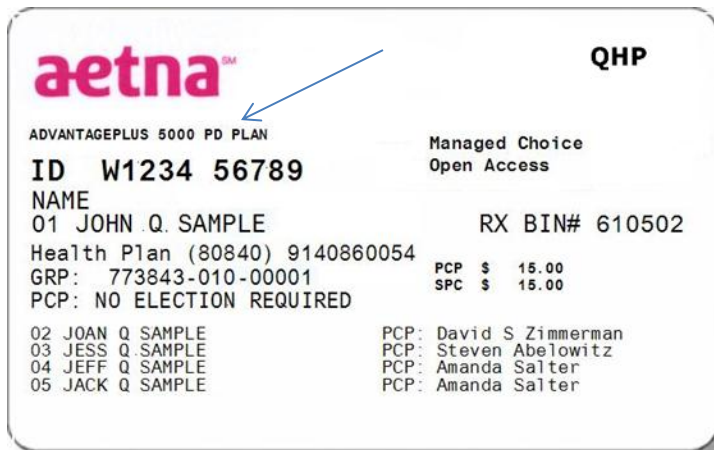 aetna℠
QHP
ADVANTAGEPLUS 5000 PD PLAN
Managed Choice
Open Access
ID W1234 56789
NAME
01 JOHN Q. SAMPLE
RX BIN# 610502
Health Plan (80840) 9140860054
GRP: 773843-010-00001
PCP: NO ELECTION REQUIRED
PCP $ 15.00
SPC $ 15.00
02 JOAN Q SAMPLE PCP: David S Zimmerman
03 JESS Q SAMPLE PCP: Steven Abelowitz
04 JEFF Q SAMPLE PCP: Amanda Salter
05 JACK Q SAMPLE PCP: Amanda Salter